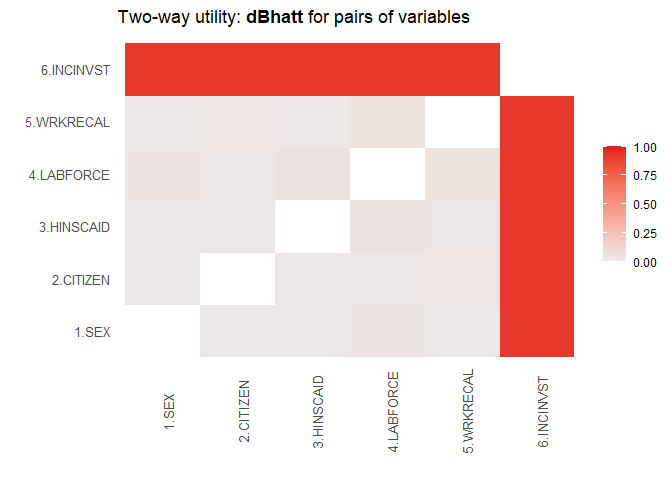 Two-way utility: dBhatt for pairs of variables
6.INCINVST
5.WRKRECAL
4.LABFORCE
3.HINSCAID
2.CITIZEN
1.SEX
1.00
0.75
0.50
0.25
0.00
1.SEX
2.CITIZEN
3.HINSCAID
4.LABFORCE
5.WRKRECAL
6.INCINVST